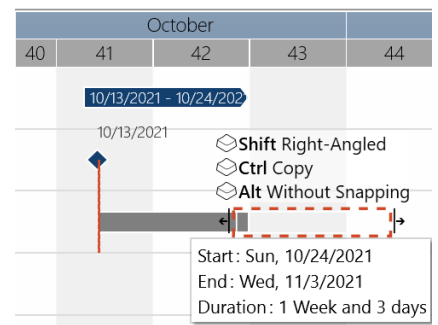 October
40 41 42 43 44
10/13/2021 - 10/24/202
10/13/2021
Shift Right-Angled
Ctrl Copy
Alt Without Snapping
Start: Sun, 10/24/2021
End: Wed, 11/3/2021
Duration: 1 Week and 3 days